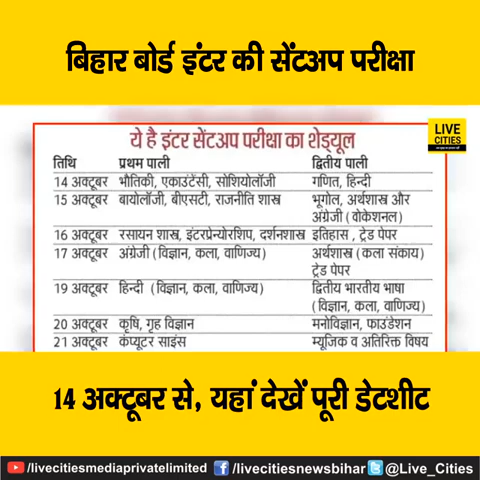 बिहार बोर्ड इंटर की सेंटअप परीक्षा
LIVE
CITIES
ये है इंटर सेंटअप परीक्षा का शेड्यूल
तिथि प्रथम पाली द्वितीय पाली
14 अक्टूबर भौतिकी, एकाउंटेंसी, सोशियोलॉजी गणित, हिन्दी
15 अक्टूबर बायोलॉजी, बीएसटी, राजनीति शास्त्र भूगोल, अर्थशास्त्र और
अंग्रेजी (वोकेशनल)
16 अक्टूबर रसायन शास्त्र, इंटरप्रेन्योरशिप, दर्शनशास्त्र इतिहास , ट्रेड पेपर
17 अक्टूबर अंग्रेजी (विज्ञान, कला, वाणिज्य) अर्थशास्त्र (कला संकाय)
ट्रेड पेपर
19 अक्टूबर हिन्दी (विज्ञान, कला, वाणिज्य) द्वितीय भारतीय भाषा
(विज्ञान, कला, वाणिज्य)
20 अक्टूबर कृषि, गृह विज्ञान मनोविज्ञान, फाउंडेशन
21 अक्टूबर कंप्यूटर साइंस म्यूजिक व अतिरिक्त विषय
14 अक्टूबर से, यहां देखें पूरी डेटशीट
/livecitiesmediaprivatelimited /livecitiesnewsbihar @Live_Cities